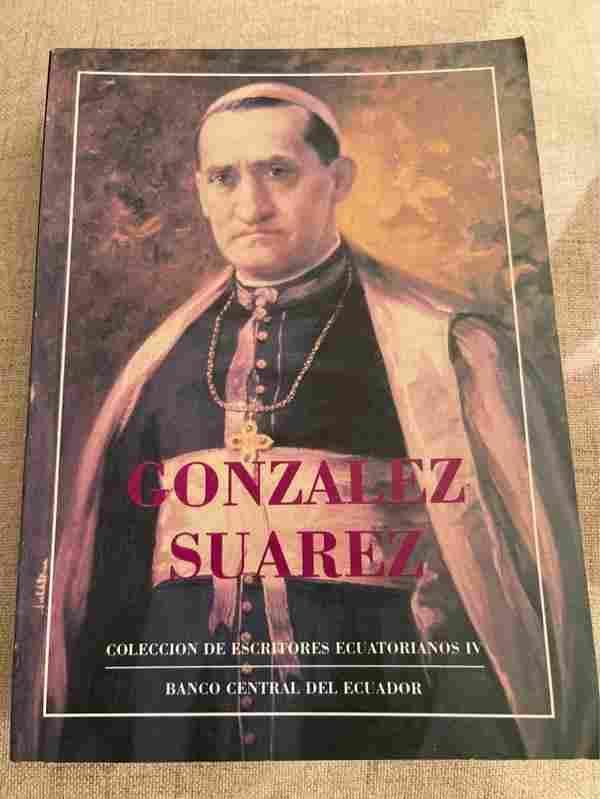 GONZALEZ
SUAREZ
COLECCION DE ESCRITORES ECUATORIANOS IV
BANCO CENTRAL DEL ECUADOR